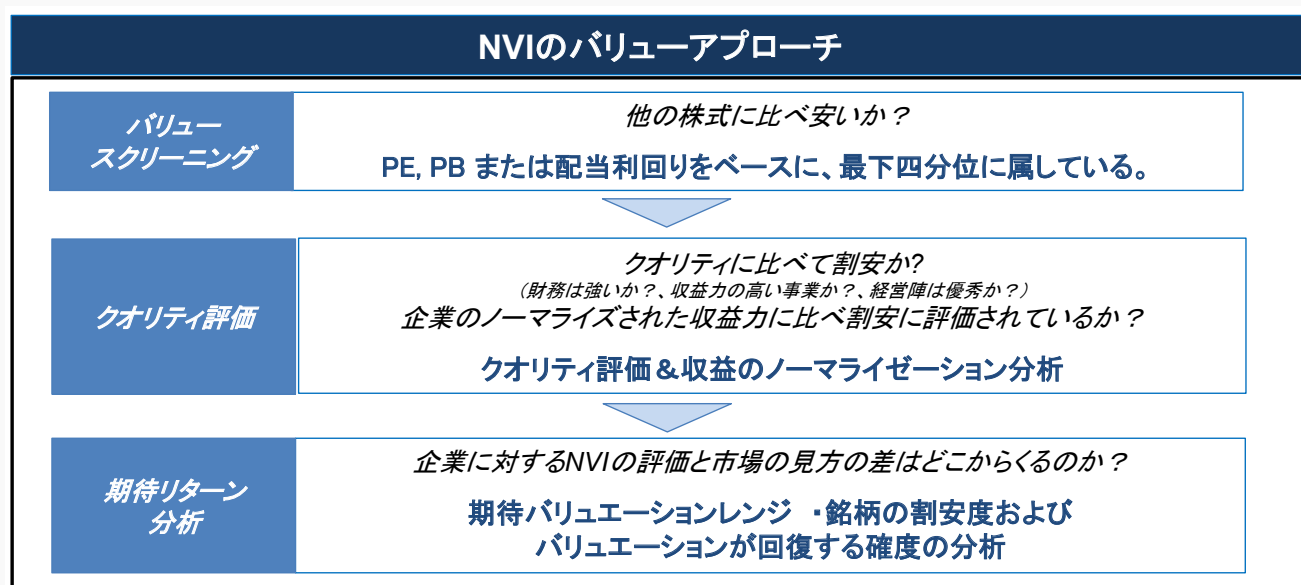 NVIのバリューアプローチ
バリュー
スクリーニング
他の株式に比べ安いか？
PE, PB または配当利回りをベースに、最下四分位に属している。
クオリティ評価
クオリティに比べて割安か?
（財務は強いか？、収益力の高い事業か？、経営陣は優秀か？）
企業のノーマライズされた収益力に比べ割安に評価されているか？
クオリティ評価＆収益のノーマライゼーション分析
期待リターン
分析
企業に対するNVIの評価と市場の見方の差はどこからくるのか？
期待バリュエーションレンジ ・銘柄の割安度および
バリュエーションが回復する確度の分析